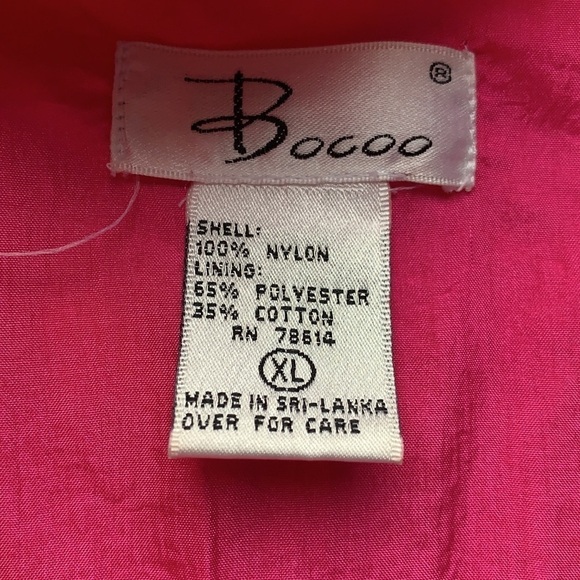 Bocoo ®
SHELL:
100% NYLON
LINING:
65% POLYESTER
35% COTTON
RN 78614
XL
MADE IN SRI-LANKA
OVER FOR CARE